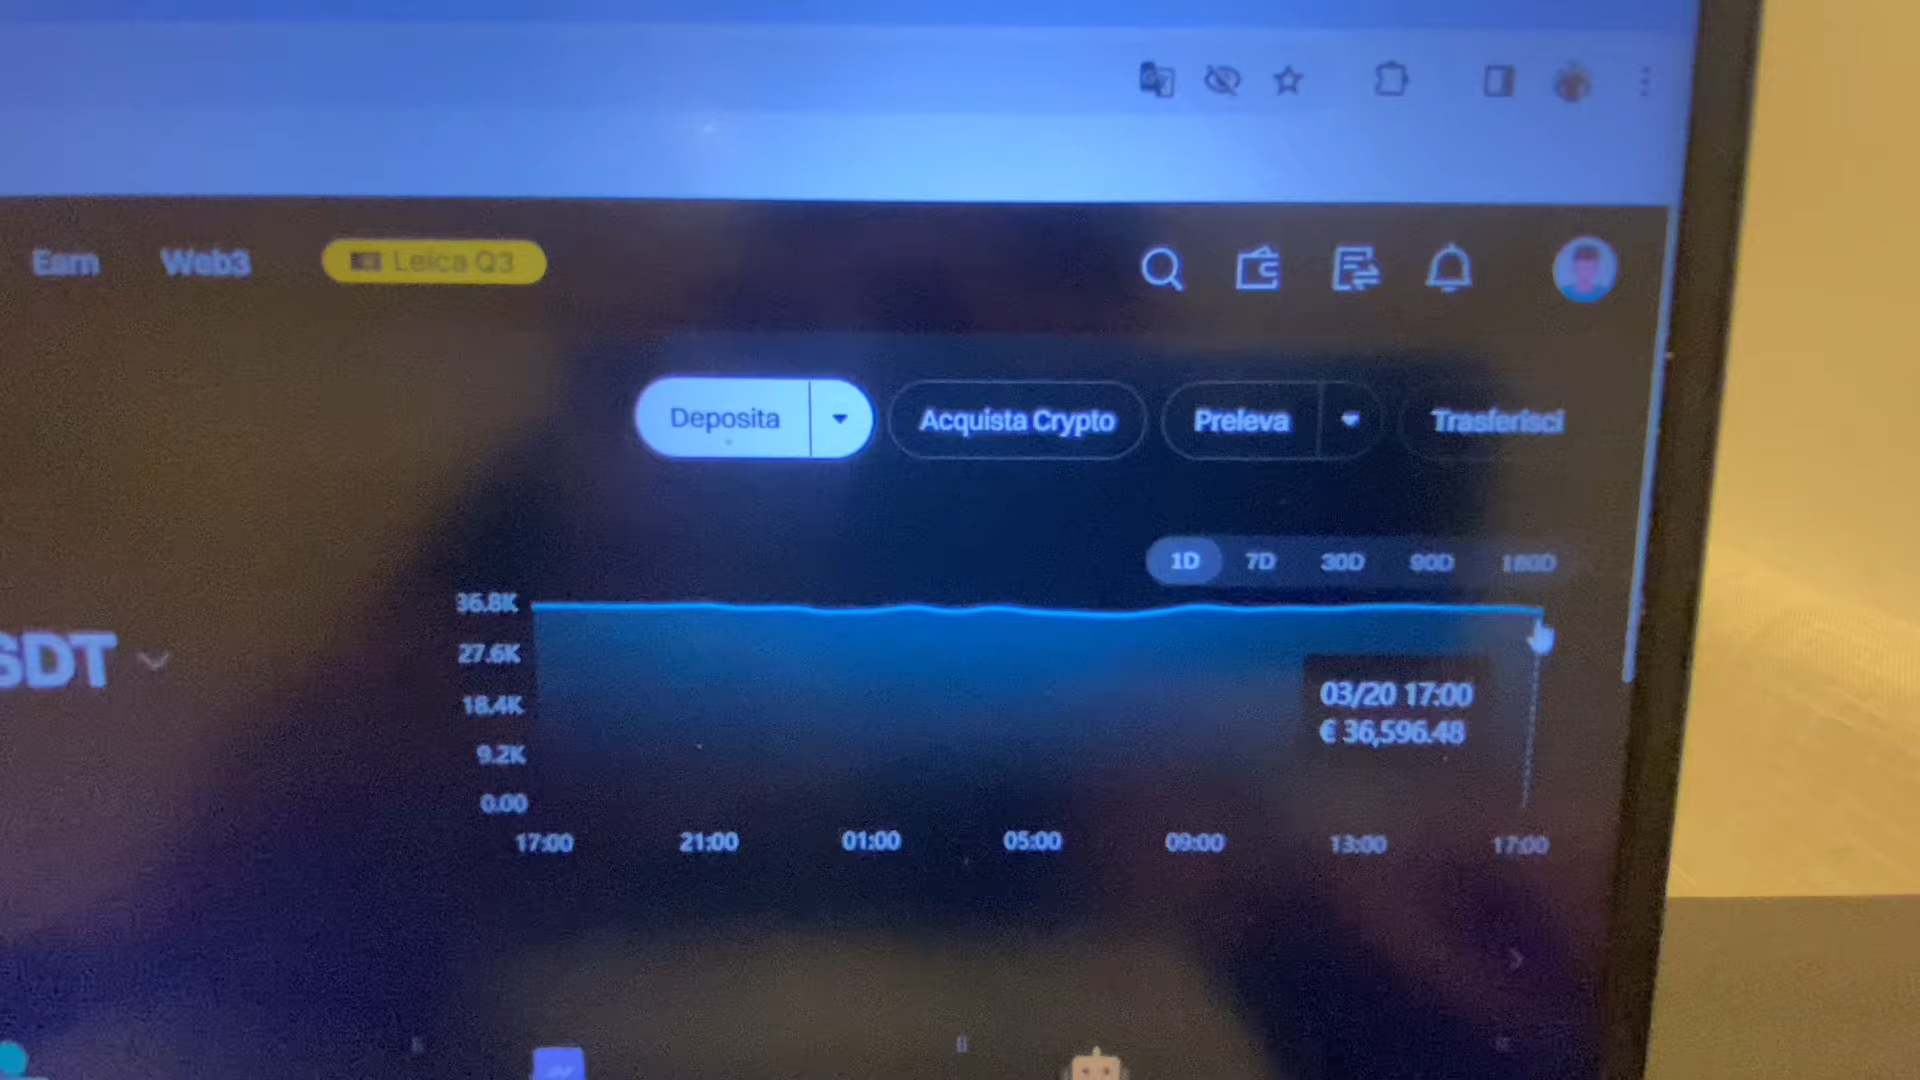 Earn Web3 Leica Q3
Deposita Acquista Crypto Preleva Trasferisci
1D 7D 30D 90D 180D
36.8K
27.6K
SDT
18.4K
03/20 17:00
€ 36,596.48
9.2K
0.00
17:00 21:00 01:00 05:00 09:00 13:00 17:00